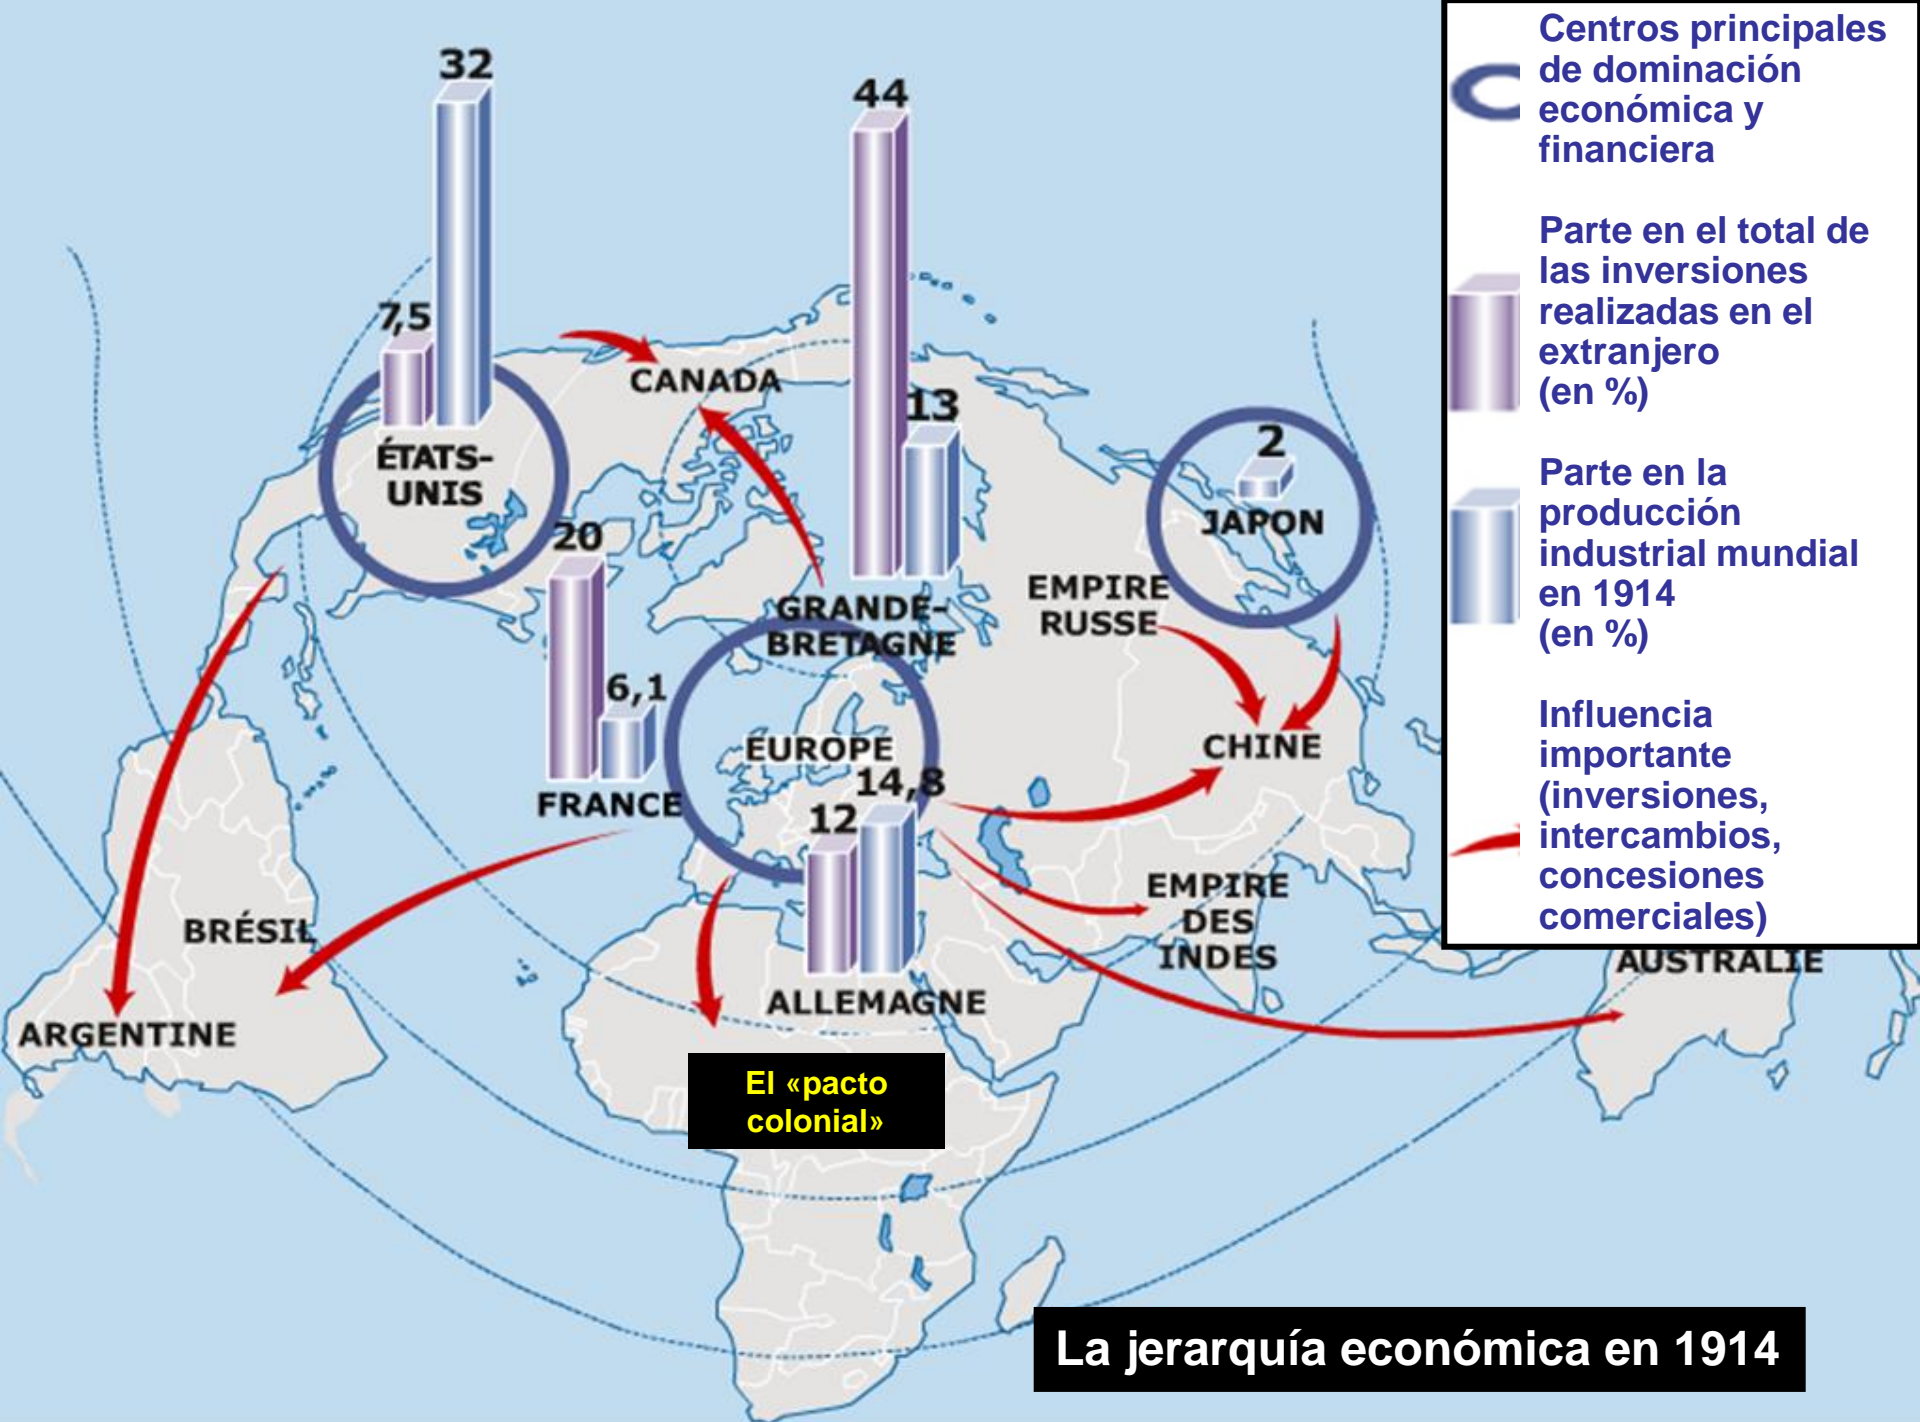 32
44
7,5
CANADA
13
ÉTATS-
UNIS
2
JAPON
20
EMPIRE
RUSSE
GRANDE-
BRETAGNE
6,1
EUROPE
CHINE
14,8
FRANCE
12
EMPIRE
DES
INDES
BRÉSIL
AUSTRALIE
ALLEMAGNE
ARGENTINE
El «pacto
colonial»
La jerarquía económica en 1914
Centros principales
de dominación
económica y
financiera
Parte en el total de
las inversiones
realizadas en el
extranjero
(en %)
Parte en la
producción
industrial mundial
en 1914
(en %)
Influencia
importante
(inversiones,
intercambios,
concesiones
comerciales)